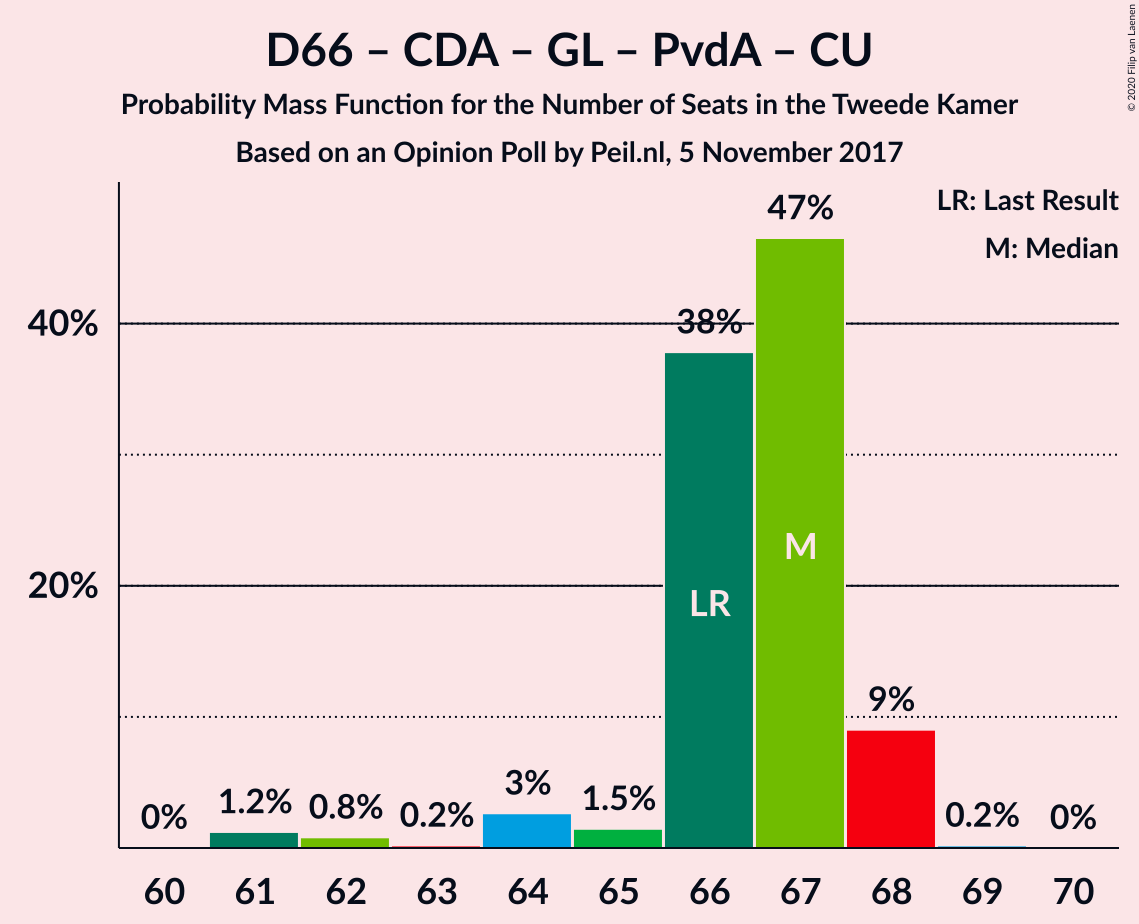 D66 – CDA – GL – PvdA – CU
Probability Mass Function for the Number of Seats in the Tweede Kamer
Based on an Opinion Poll by Peil.nl, 5 November 2017
© 2020 Filip van Laenen
LR: Last Result
M: Median
40%
20%
0%
1.2%
0.8%
0.2%
3%
1.5%
38%
47%
9%
0.2%
0%
LR
M
60 61 62 63 64 65 66 67 68 69 70